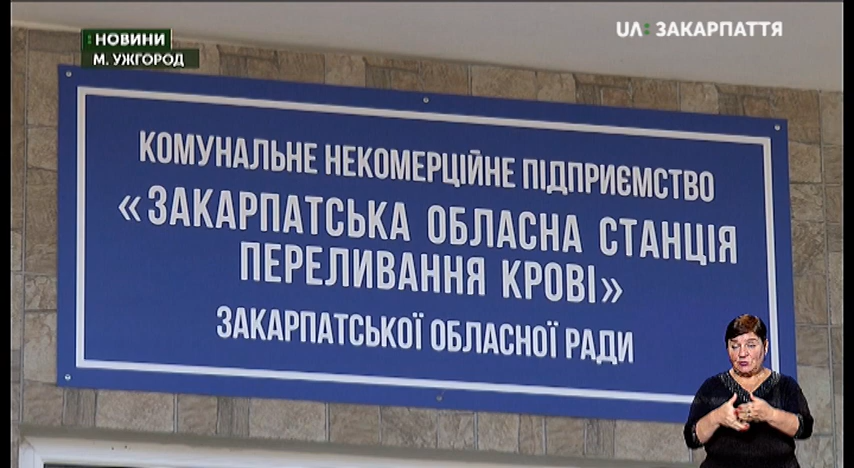 НОВИНИ
М. УЖГОРОД
UA: ЗАКАРПАТТЯ
КОМУНАЛЬНЕ НЕКОМЕРЦІЙНЕ ПІДПРИЄМСТВО
«ЗАКАРПАТСЬКА ОБЛАСНА СТАНЦІЯ
ПЕРЕЛИВАННЯ КРОВІ»
ЗАКАРПАТСЬКОЇ ОБЛАСНОЇ РАДИ